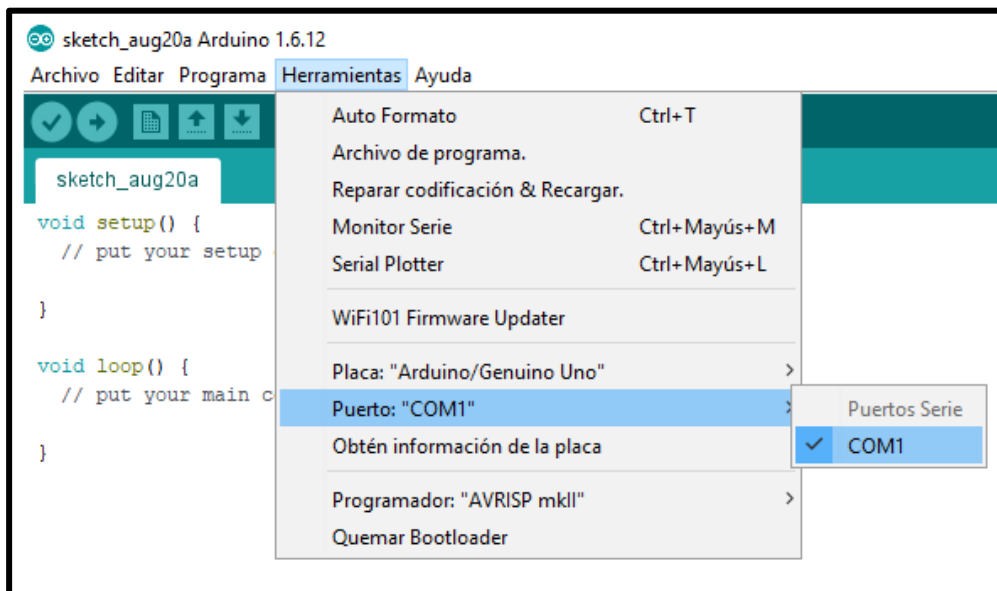 sketch_aug20a Arduino 1.6.12
Archivo Editar Programa Herramientas Ayuda
sketch_aug20a
void setup() {
// put your setup
}
void loop() {
// put your main c
}
Auto Formato Ctrl+T
Archivo de programa.
Reparar codificación & Recargar.
Monitor Serie Ctrl+Mayús+M
Serial Plotter Ctrl+Mayús+L
WiFi101 Firmware Updater
Placa: "Arduino/Genuino Uno"
Puerto: "COM1"
Obtén información de la placa
Programador: "AVRISP mkII"
Quemar Bootloader
Puertos Serie
COM1